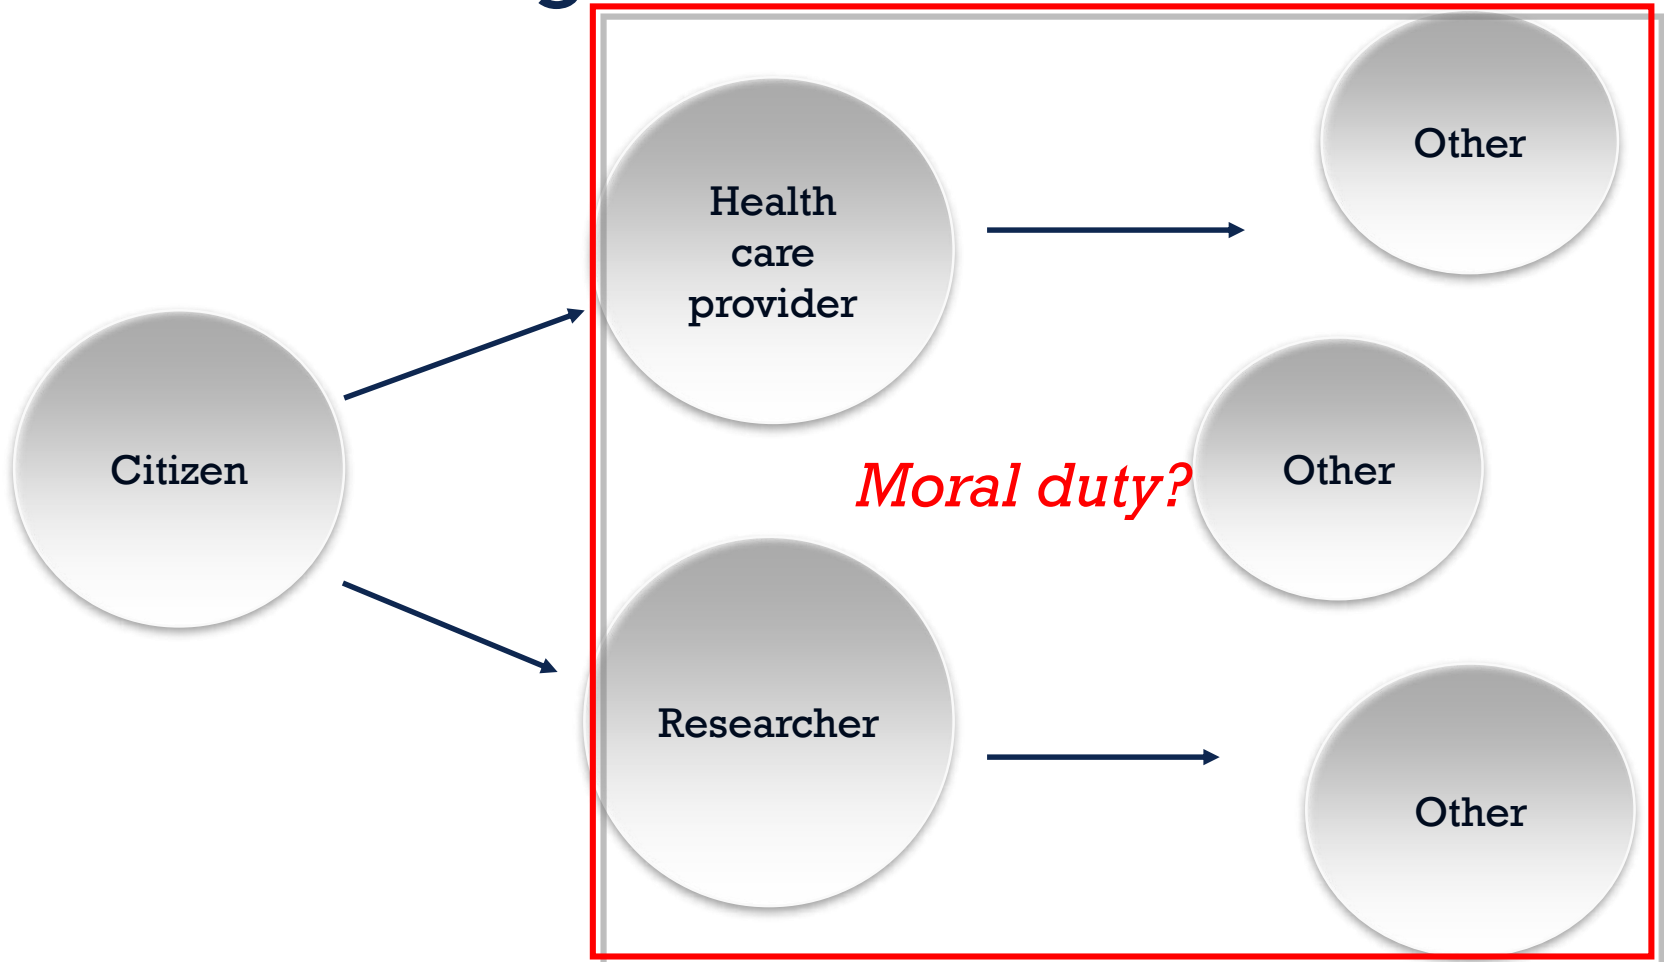 Other
Health
care
provider
Citizen
Moral duty?
Other
Researcher
Other